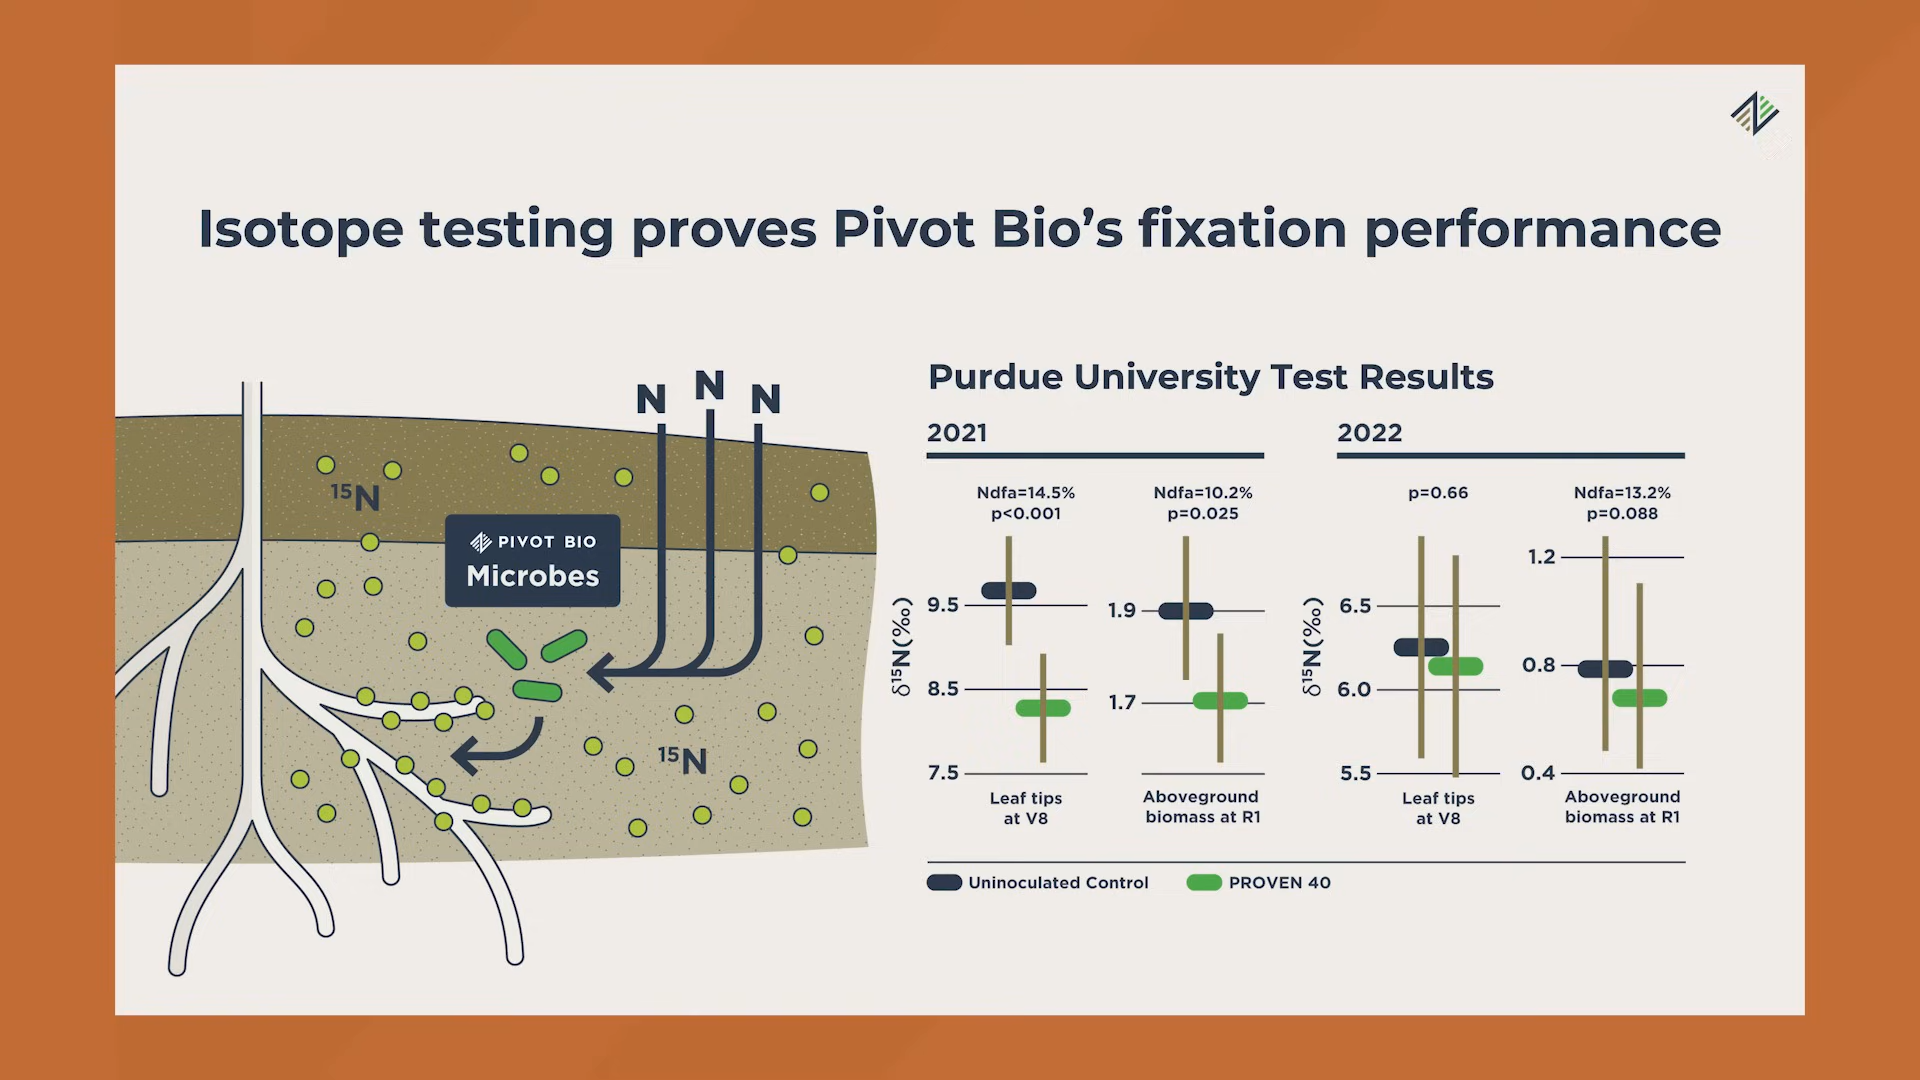 Isotope testing proves Pivot Bio’s fixation performance
N N N
¹⁵N
PIVOT BIO
Microbes
¹⁵N
Purdue University Test Results
2021
Ndfa=14.5%
p<0.001
Ndfa=10.2%
p=0.025
δ¹⁵N(‰)
9.5
8.5
7.5
1.9
1.7
Leaf tips
at V8
Aboveground
biomass at R1
2022
p=0.66
Ndfa=13.2%
p=0.088
δ¹⁵N(‰)
6.5
6.0
5.5
1.2
0.8
0.4
Leaf tips
at V8
Aboveground
biomass at R1
Uninoculated Control
PROVEN 40